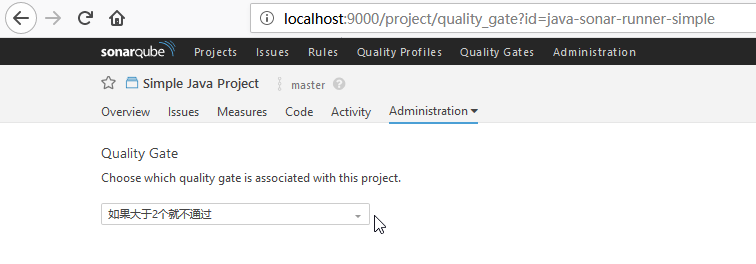 localhost:9000/project/quality_gate?id=java-sonar-runner-simple
sonarqube Projects Issues Rules Quality Profiles Quality Gates Administration
Simple Java Project master ?
Overview Issues Measures Code Activity Administration
Quality Gate
Choose which quality gate is associated with this project.
如果大于2个就不通过